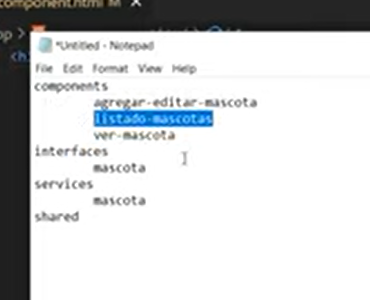 component.html M
*Untitled - Notepad
File Edit Format View Help
components
agregar-editar-mascota
listado-mascotas
ver-mascota
interfaces
mascota
services
mascota
shared